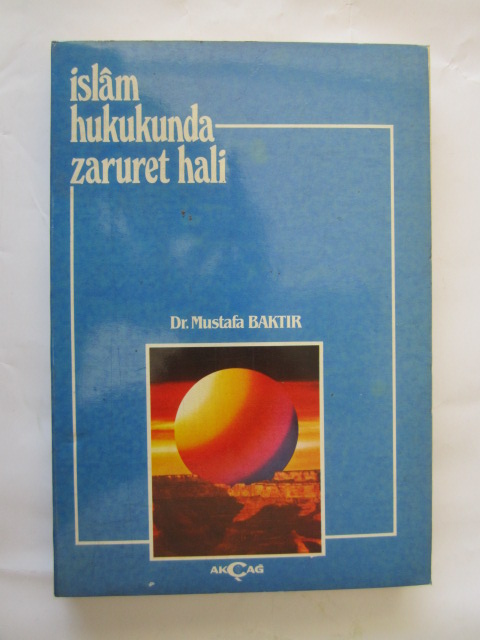 islâm
hukukunda
zaruret hali
Dr. Mustafa BAKTIR
AKÇAĞ